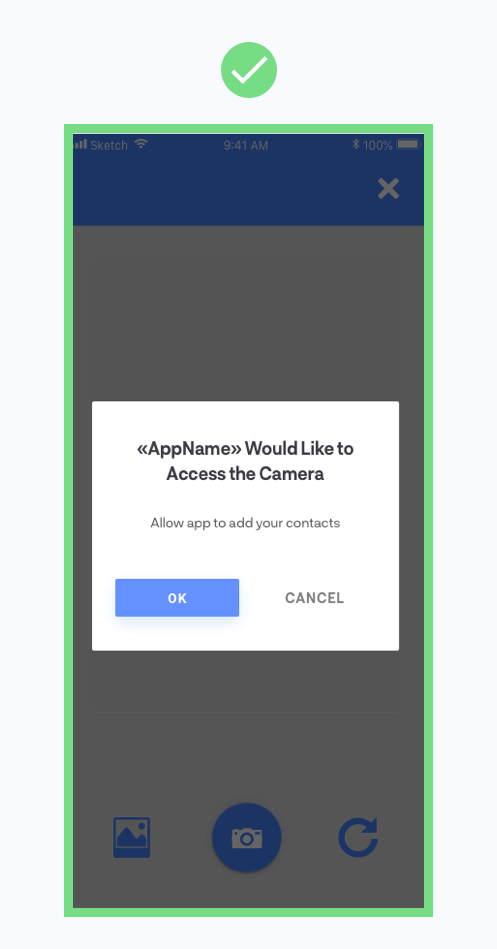 Sketch 9:41 AM 100%
«AppName» Would Like to
Access the Camera
Allow app to add your contacts
OK CANCEL